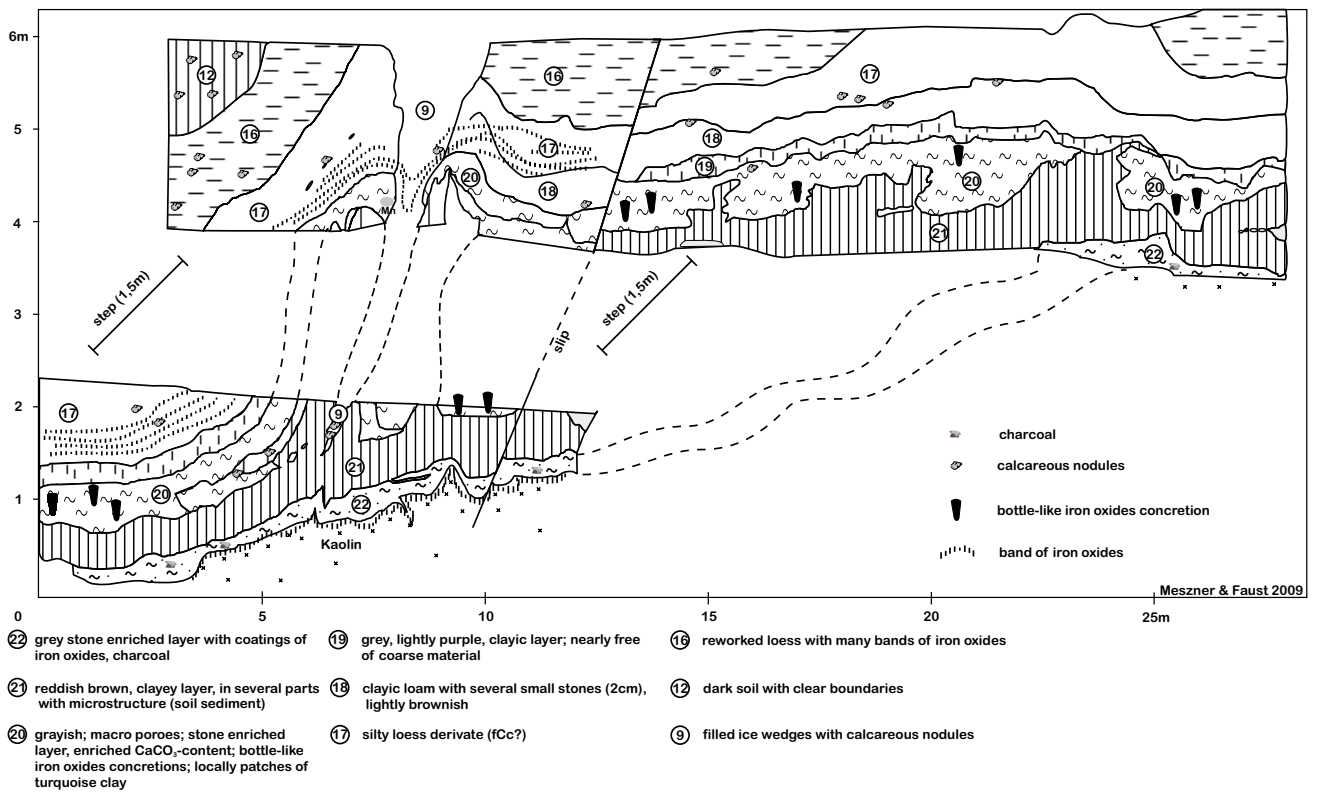 6m
12
16
9
16
17
5
17
18
17
19
20
18
20
20
17
Mn
4
21
22
step (1,5m)
step (1,5m)
3
slip
2
17
9
charcoal
calcareous nodules
21
20
22
1
bottle-like iron oxides concretion
Kaolin
band of iron oxides
Meszner & Faust 2009
0
5
10
15
20
25m
22 grey stone enriched layer with coatings of
iron oxides, charcoal
21 reddish brown, clayey layer, in several parts
with microstructure (soil sediment)
20 grayish; macro poroes; stone enriched
layer, enriched CaCO₃-content; bottle-like
iron oxides concretions; locally patches of
turquoise clay
19 grey, lightly purple, clayic layer; nearly free
of coarse material
18 clayic loam with several small stones (2cm),
lightly brownish
17 silty loess derivate (fCc?)
16 reworked loess with many bands of iron oxides
12 dark soil with clear boundaries
9 filled ice wedges with calcareous nodules